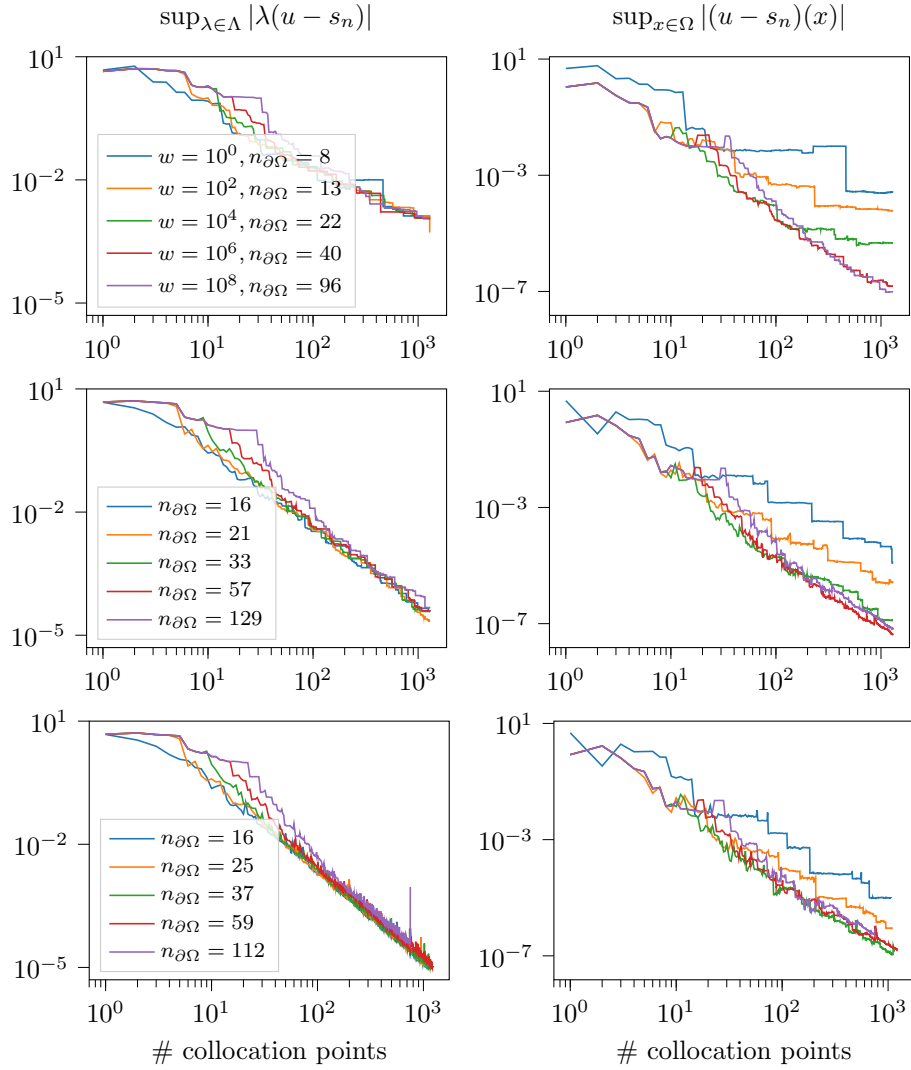 sup_{λ∈Λ} |λ(u − s_n)|
sup_{x∈Ω} |(u − s_n)(x)|
10^1
10^{−2}
10^{−5}
w = 10^0, n_{∂Ω} = 8
w = 10^2, n_{∂Ω} = 13
w = 10^4, n_{∂Ω} = 22
w = 10^6, n_{∂Ω} = 40
w = 10^8, n_{∂Ω} = 96
10^0 10^1 10^2 10^3
10^1
10^{−3}
10^{−7}
10^0 10^1 10^2 10^3
10^1
10^{−2}
10^{−5}
n_{∂Ω} = 16
n_{∂Ω} = 21
n_{∂Ω} = 33
n_{∂Ω} = 57
n_{∂Ω} = 129
10^0 10^1 10^2 10^3
10^1
10^{−3}
10^{−7}
10^0 10^1 10^2 10^3
10^1
10^{−2}
10^{−5}
n_{∂Ω} = 16
n_{∂Ω} = 25
n_{∂Ω} = 37
n_{∂Ω} = 59
n_{∂Ω} = 112
10^0 10^1 10^2 10^3
# collocation points
10^1
10^{−3}
10^{−7}
10^0 10^1 10^2 10^3
# collocation points